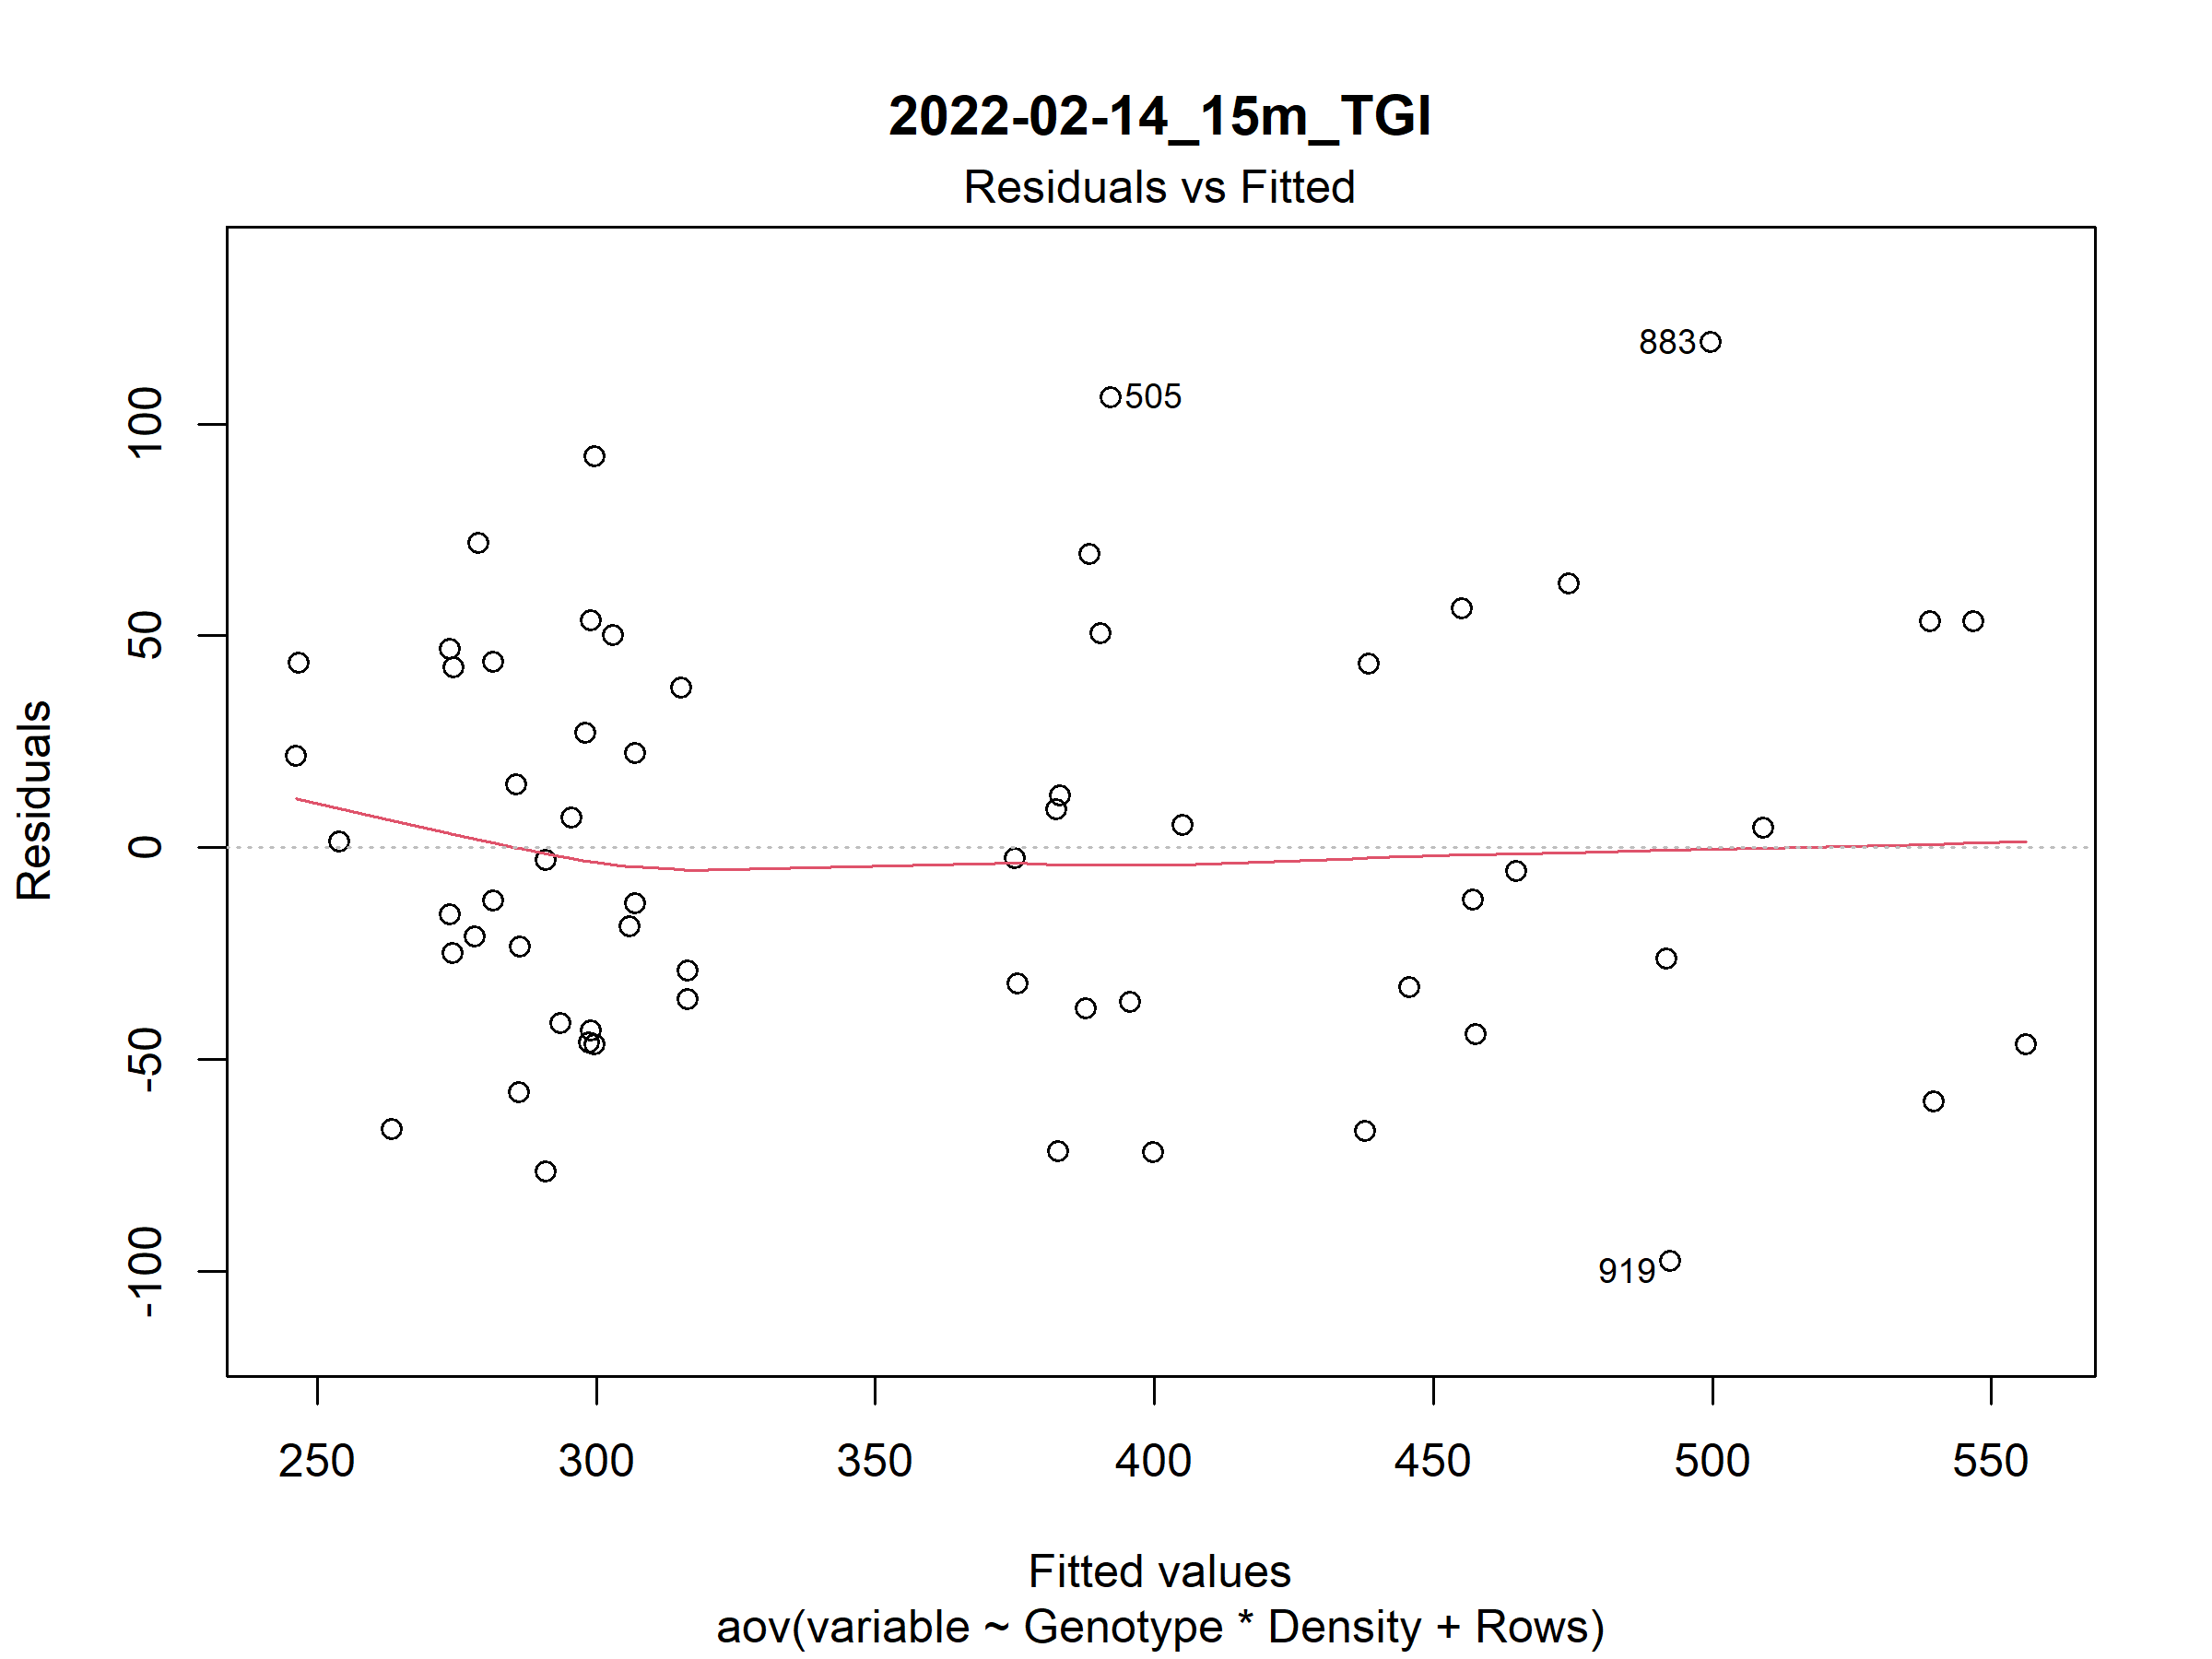 2022-02-14_15m_TGI
Residuals vs Fitted
883
505
919
Residuals
100
50
0
-50
-100
250 300 350 400 450 500 550
Fitted values
aov(variable ~ Genotype * Density + Rows)